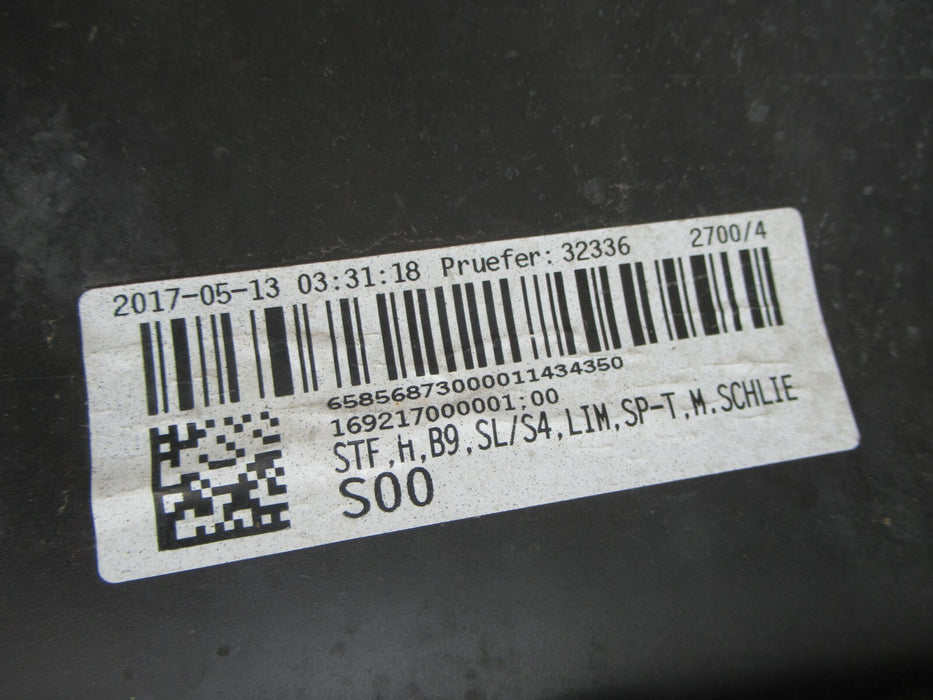 2017-05-13 03:31:18 Pruefer: 32336 2700/4
65856873000011434350
169217000001:00
STF,H,B9,SL/S4,LIM,SP-T,M.SCHLIE
S00